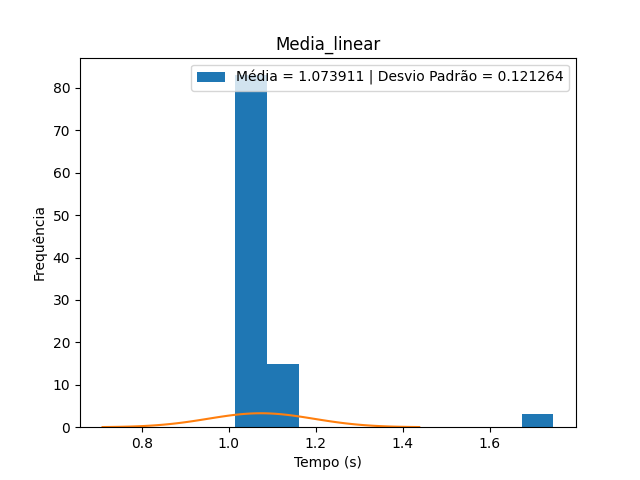 Media_linear
Média = 1.073911 | Desvio Padrão = 0.121264
80
70
60
50
40
30
20
10
0
Frequência
0.8 1.0 1.2 1.4 1.6
Tempo (s)